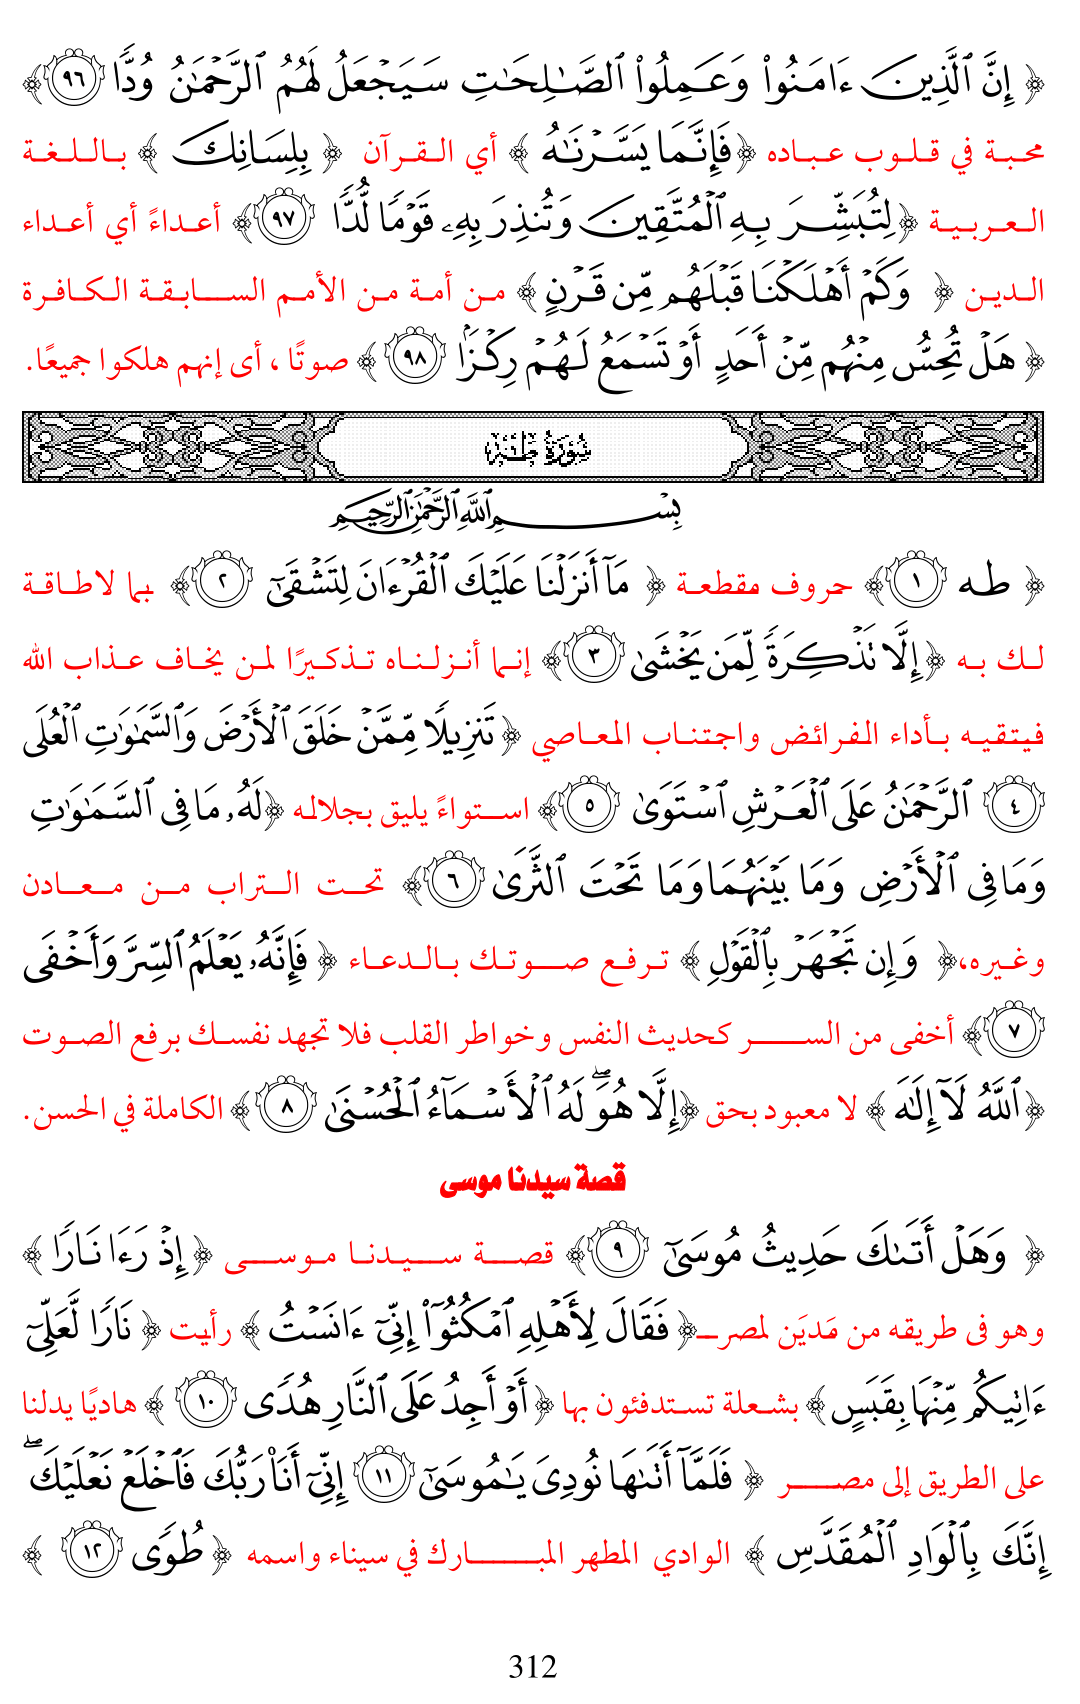 ﴿ إِنَّ ٱلَّذِينَ ءَامَنُوا۟ وَعَمِلُوا۟ ٱلصَّـٰلِحَـٰتِ سَيَجْعَلُ لَهُمُ ٱلرَّحْمَـٰنُ وُدًّا ٩٦﴾
محبة في قلوب عباده ﴿فَإِنَّمَا يَسَّرْنَـٰهُ ﴾ أي القرآن ﴿ بِلِسَانِكَ ﴾ باللغة
العربية ﴿لِتُبَشِّرَ بِهِ ٱلْمُتَّقِينَ وَتُنذِرَ بِهِۦ قَوْمًا لُّدًّا ٩٧﴾ أعداءً أي أعداء
الدين ﴿ وَكَمْ أَهْلَكْنَا قَبْلَهُم مِّن قَرْنٍ ﴾ من أمة من الأمم السابقة الكافرة
﴿ هَلْ تُحِسُّ مِنْهُم مِّنْ أَحَدٍ أَوْ تَسْمَعُ لَهُمْ رِكْزًۢا ٩٨ ﴾ صوتًا ، أى إنهم هلكوا جميعًا.
سُورَةُ طه
بِسْمِ ٱللَّهِ ٱلرَّحْمَـٰنِ ٱلرَّحِيمِ
﴿ طه ١﴾ حروف مقطعة ﴿ مَآ أَنزَلْنَا عَلَيْكَ ٱلْقُرْءَانَ لِتَشْقَىٰٓ ٢ ﴾ بما لاطاقة
لك به ﴿إِلَّا تَذْكِرَةً لِّمَن يَخْشَىٰ ٣﴾ إنما أنزلناه تذكيرًا لمن يخاف عذاب الله
فيتقيه بأداء الفرائض واجتناب المعاصي ﴿ تَنزِيلًا مِّمَّنْ خَلَقَ ٱلْأَرْضَ وَٱلسَّمَـٰوَٰتِ ٱلْعُلَى
٤ ٱلرَّحْمَـٰنُ عَلَى ٱلْعَرْشِ ٱسْتَوَىٰ ٥﴾ استواءً يليق بجلاله ﴿لَهُۥ مَا فِى ٱلسَّمَـٰوَٰتِ
وَمَا فِى ٱلْأَرْضِ وَمَا بَيْنَهُمَا وَمَا تَحْتَ ٱلثَّرَىٰ ٦ ﴾ تحت التراب من معادن
وغيره،﴿ وَإِن تَجْهَرْ بِٱلْقَوْلِ ﴾ ترفع صوتك بالدعاء ﴿ فَإِنَّهُۥ يَعْلَمُ ٱلسِّرَّ وَأَخْفَى
٧﴾ أخفى من السر كحديث النفس وخواطر القلب فلا تجهد نفسك برفع الصوت
﴿ٱللَّهُ لَآ إِلَـٰهَ ﴾ لا معبود بحق ﴿إِلَّا هُوَ ۖ لَهُ ٱلْأَسْمَآءُ ٱلْحُسْنَىٰ ٨ ﴾ الكاملة في الحسن.
قصة سيدنا موسى
﴿ وَهَلْ أَتَىٰكَ حَدِيثُ مُوسَىٰٓ ٩ ﴾ قصة سيدنا موسى ﴿ إِذْ رَءَا نَارًا ﴾
وهو فى طريقه من مَديَن لمصر ﴿ فَقَالَ لِأَهْلِهِ ٱمْكُثُوٓا۟ إِنِّىٓ ءَانَسْتُ ﴾ رأيت ﴿ نَارًا لَّعَلِّىٓ
ءَاتِيكُم مِّنْهَا بِقَبَسٍ ﴾ بشعلة تستدفئون بها ﴿ أَوْ أَجِدُ عَلَى ٱلنَّارِ هُدًى ١٠ ﴾ هاديًا يدلنا
على الطريق إلى مصر ﴿ فَلَمَّآ أَتَىٰهَا نُودِىَ يَـٰمُوسَىٰٓ ١١ إِنِّىٓ أَنَا۠ رَبُّكَ فَٱخْلَعْ نَعْلَيْكَ ۖ
إِنَّكَ بِٱلْوَادِ ٱلْمُقَدَّسِ ﴾ الوادي المطهر المبارك في سيناء واسمه ﴿ طُوًى ١٢ ﴾
312